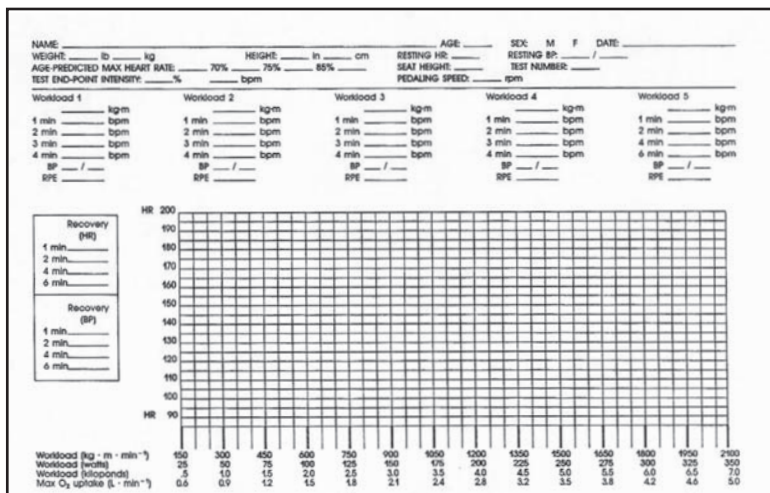 NAME: AGE: SEX: M F DATE:
WEIGHT: lb kg HEIGHT: in cm RESTING HR: RESTING BP: /
AGE-PREDICTED MAX HEART RATE: 70% 75% 85% SEAT HEIGHT: TEST NUMBER:
TEST END-POINT INTENSITY: % bpm PEDALING SPEED: rpm
Workload 1 Workload 2 Workload 3 Workload 4 Workload 5
kg-m kg-m kg-m kg-m kg-m
1 min bpm 1 min bpm 1 min bpm 1 min bpm 1 min bpm
2 min bpm 2 min bpm 2 min bpm 2 min bpm 2 min bpm
3 min bpm 3 min bpm 3 min bpm 3 min bpm 3 min bpm
4 min bpm 4 min bpm 4 min bpm 4 min bpm 6 min bpm
BP / BP / BP / BP / BP /
RPE RPE RPE RPE RPE
Recovery
(HR)
1 min.
2 min.
4 min.
6 min.
Recovery
(BP)
1 min.
2 min.
4 min.
6 min.
HR 200
190
180
170
160
150
140
130
120
110
100
HR 90
Workload (kg · m · min⁻¹) 150 300 450 600 750 900 1050 1200 1350 1500 1650 1800 1950 2100
Workload (watts) 25 50 75 100 125 150 175 200 225 250 275 300 325 350
Workload (kiloponds) .5 1.0 1.5 2.0 2.5 3.0 3.5 4.0 4.5 5.0 5.5 6.0 6.5 7.0
Max O₂ uptake (L · min⁻¹) 0.6 0.9 1.2 1.5 1.8 2.1 2.4 2.8 3.2 3.5 3.8 4.2 4.6 5.0